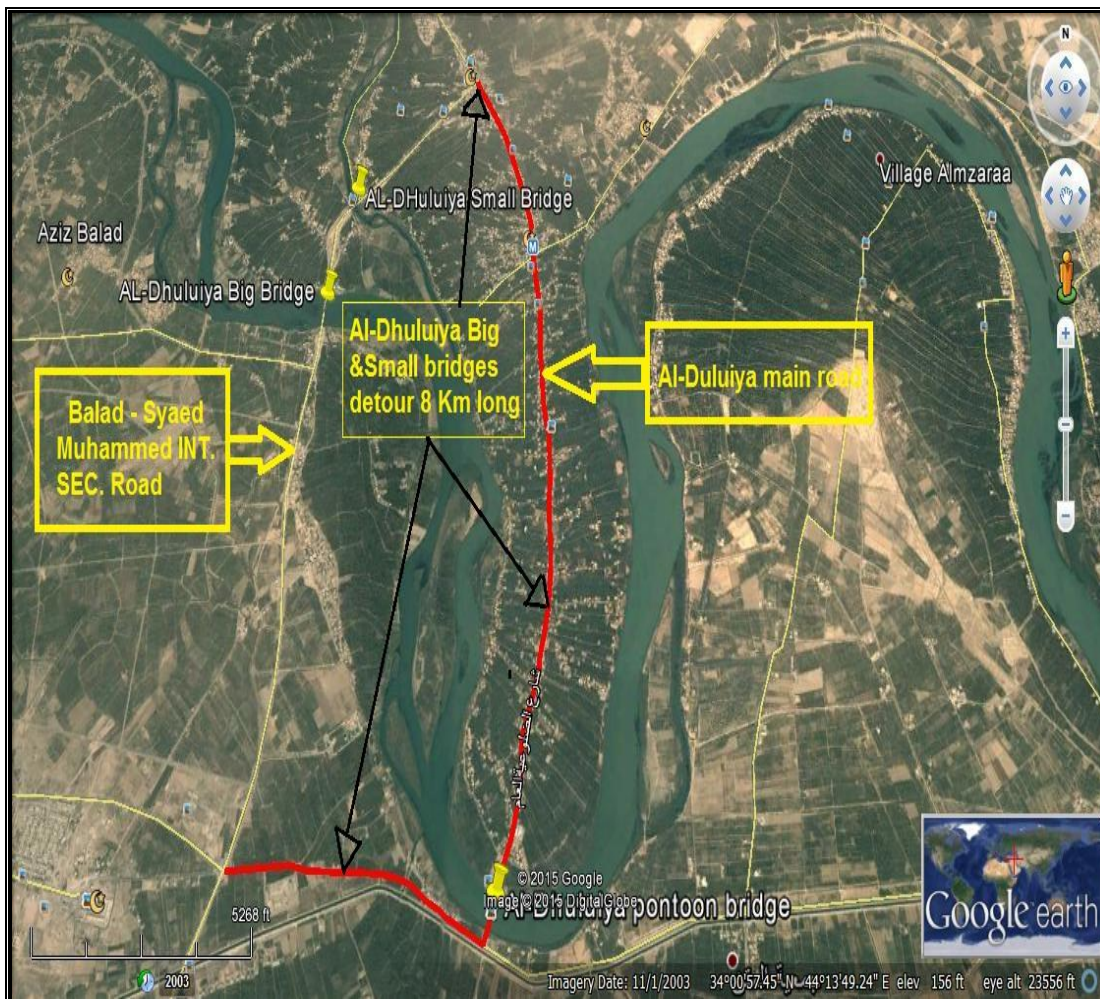 N
Village Almzaraa
AL-DHuluiya Small Bridge
Aziz Balad
AL-Dhuluiya Big Bridge
Al-Dhuluiya Big
&Small bridges
detour 8 Km long
Al-Duluiya main road
Balad - Syaed
Muhammed INT.
SEC. Road
M
شارع الضلوعية العام
© 2015 Google
Image © 2015 DigitalGlobe
Al-Dhuluiya pontoon bridge
5268 ft
Google earth
2003
Imagery Date: 11/1/2003 34°00'57.45" N 44°13'49.24" E elev 156 ft eye alt 23556 ft